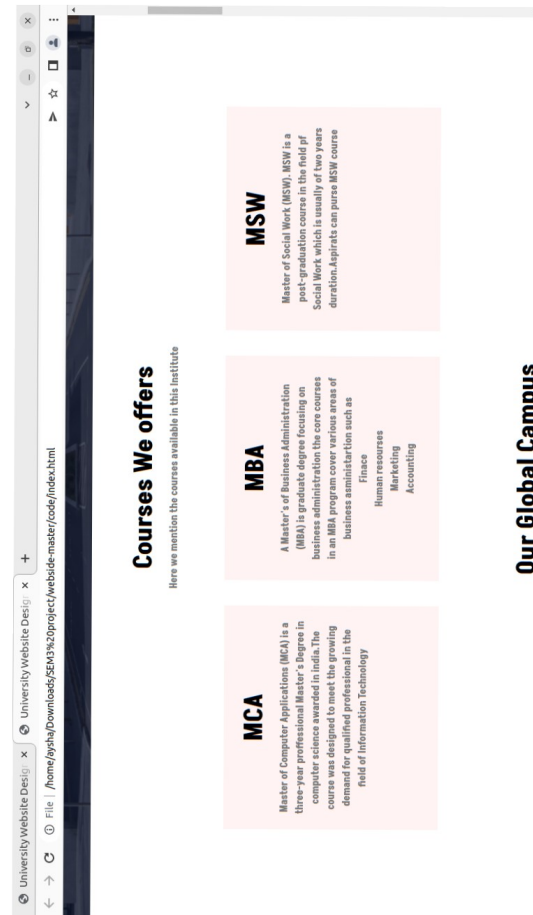 University Website Desig
University Website Desig
File | /home/aysha/Downloads/SEM3%20project/webside-master/code/index.html
Courses We offers
Here we mention the courses available in this Institute
MCA
Master of Computer Applications (MCA) is a
three-year proffessional Master's Degree in
computer science awarded in india.The
course was designed to meet the growing
demand for qualified professional in the
field of Information Technology
MBA
A Master's of Business Administration
(MBA) is graduate degree focusing on
business administration the core courses
in an MBA program cover various areas of
business asministartion such as
Finace
Human resourses
Marketing
Accounting
MSW
Master of Social Work (MSW). MSW is a
post-graduation course in the field pf
Social Work which is usually of two years
duration.Aspirats can purse MSW course
Our Global Campus